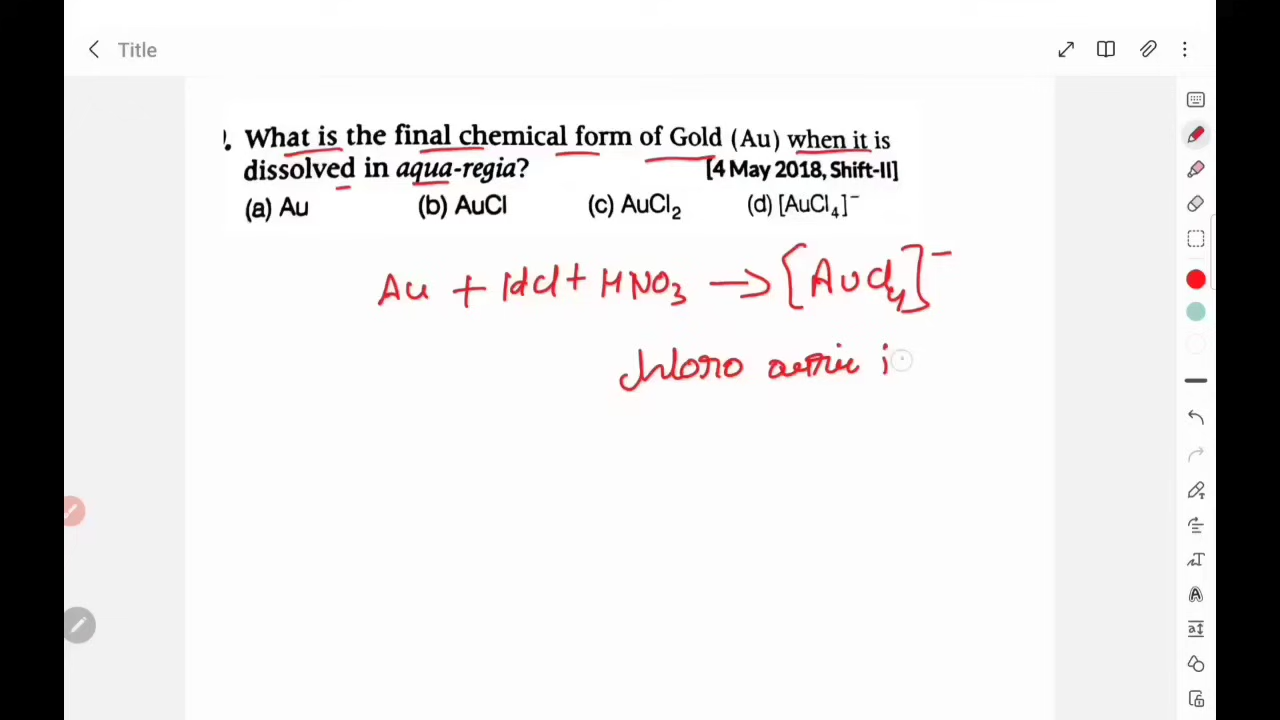 Title
. What is the final chemical form of Gold (Au) when it is
dissolved in aqua-regia? [4 May 2018, Shift-II]
(a) Au (b) AuCl (c) AuCl₂ (d) [AuCl₄]⁻
Au + HCl + HNO₃ → [AuCl₄]⁻
chloro auric i